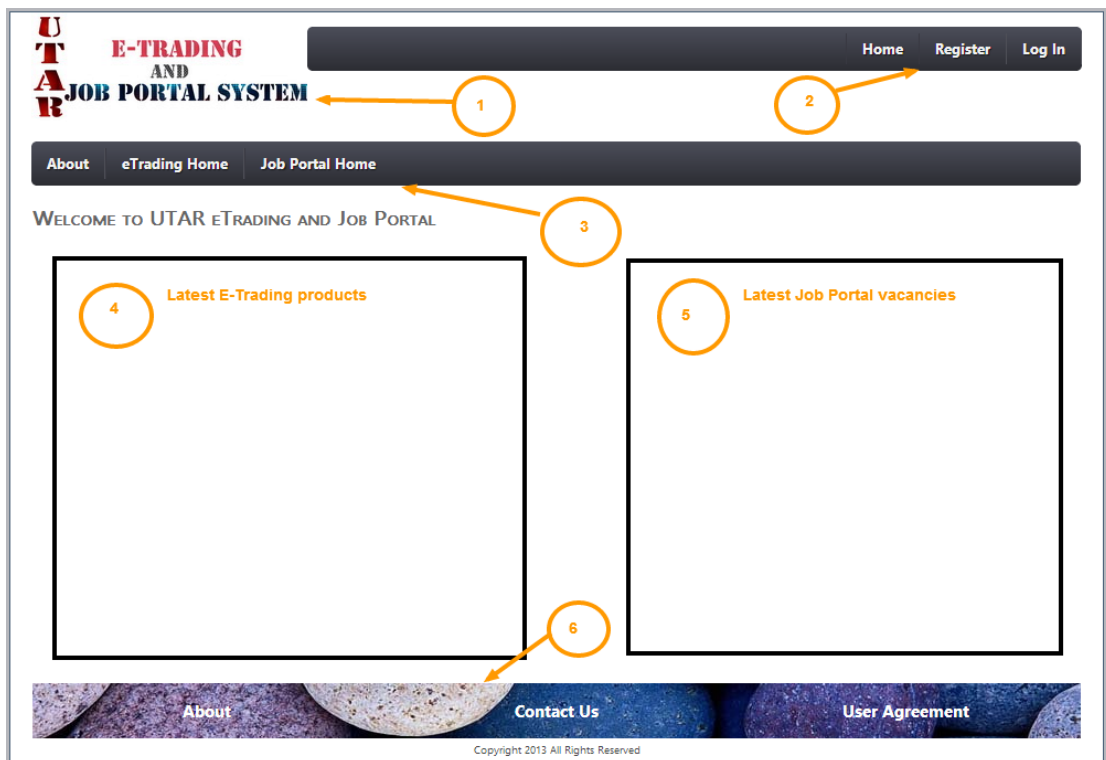 UTAR
E-TRADING
AND
JOB PORTAL SYSTEM
Home Register Log In
1
2
About eTrading Home Job Portal Home
3
Welcome to UTAR eTrading and Job Portal
4
Latest E-Trading products
5
Latest Job Portal vacancies
6
About Contact Us User Agreement
Copyright 2013 All Rights Reserved